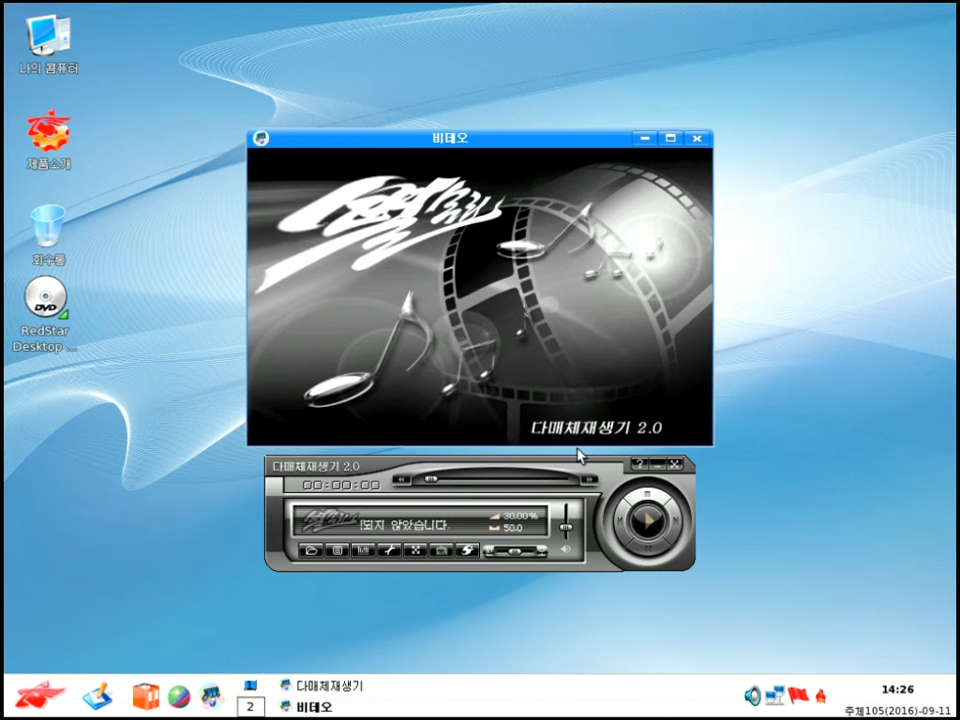 나의 콤퓨터
제품소개
회수통
DVD
RedStar
Desktop ...
비데오
다매체재생기 2.0
다매체재생기 2.0
00:00:00
되지 않았습니다.
30.00%
50.0
2
다매체재생기
비데오
14:26
주체105(2016)-09-11